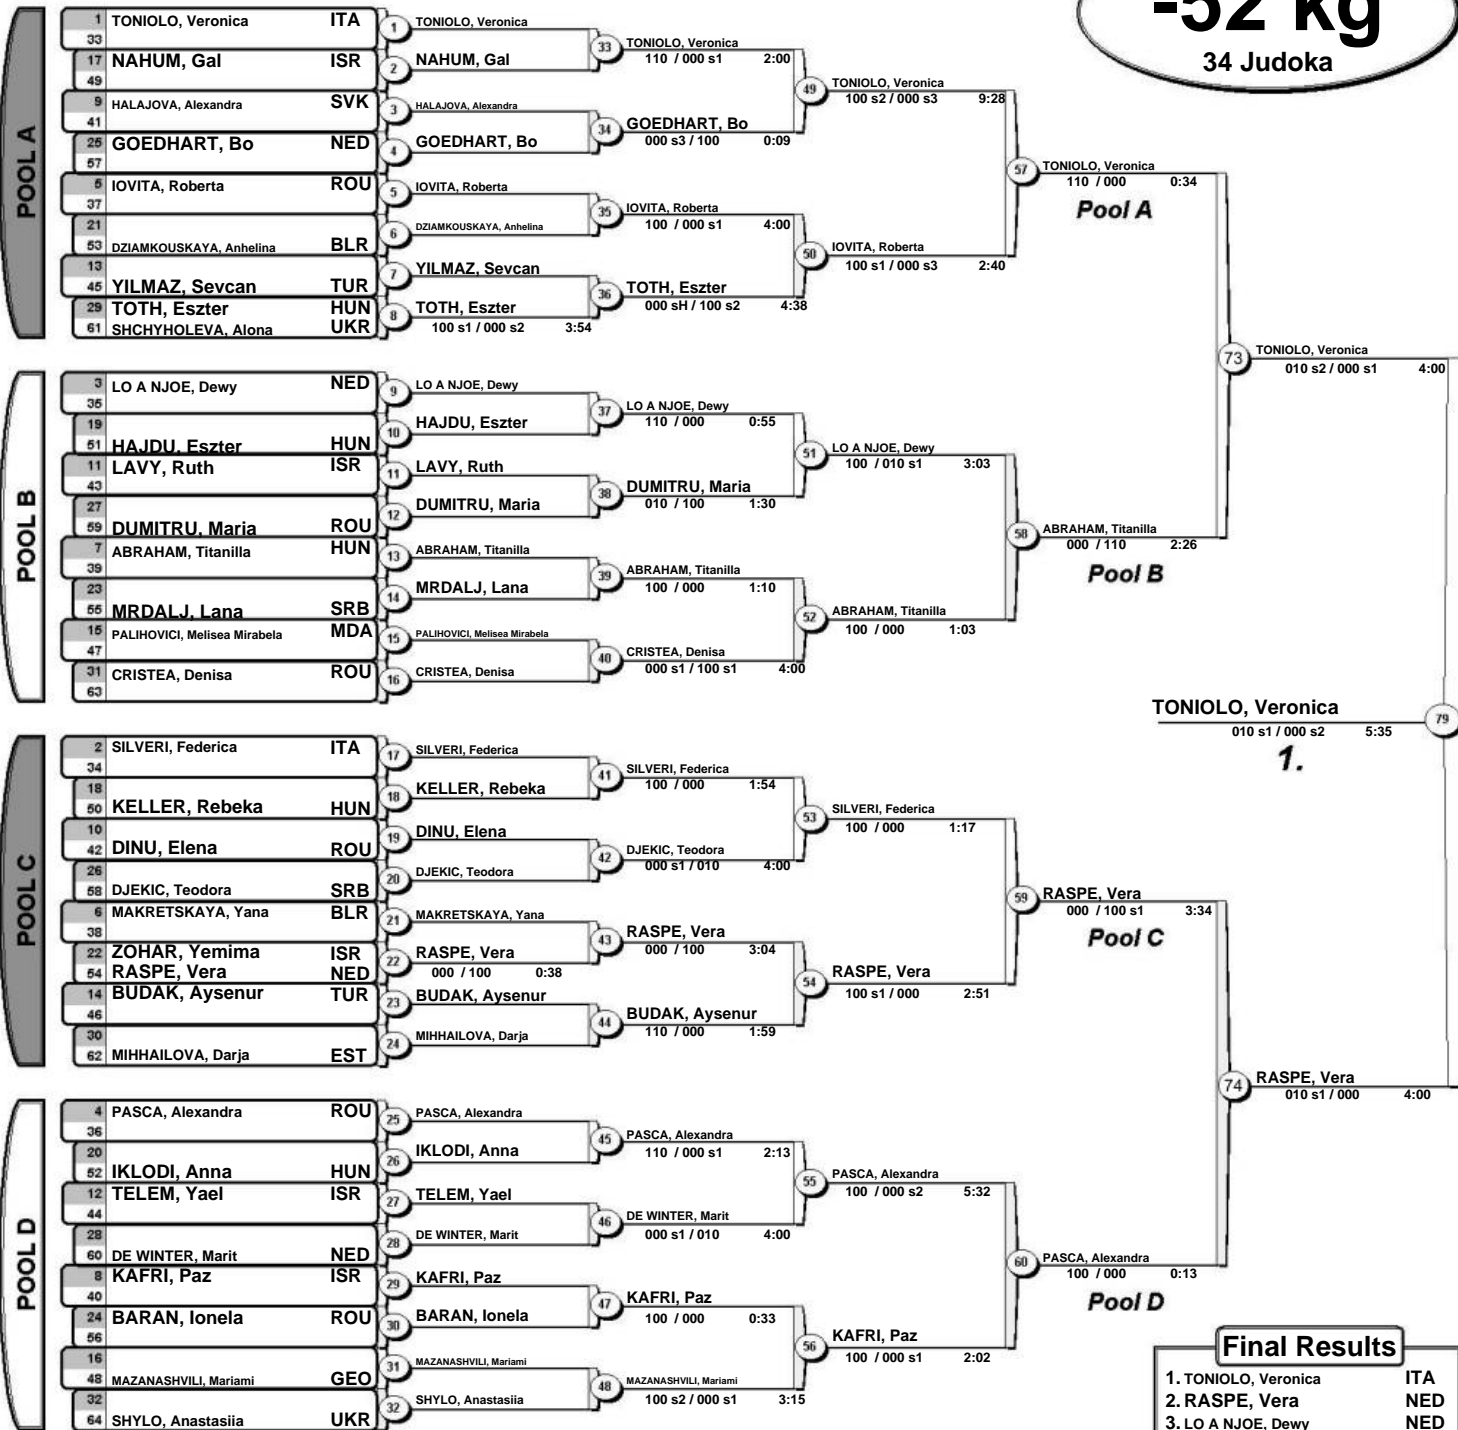 -52 kg
34 Judoka
POOL A
1 TONIOLO, Veronica ITA
33
17 NAHUM, Gal ISR
49
9 HALAJOVA, Alexandra SVK
41
25 GOEDHART, Bo NED
57
5 IOVITA, Roberta ROU
37
21
53 DZIAMKOUSKAYA, Anhelina BLR
13
45 YILMAZ, Sevcan TUR
29 TOTH, Eszter HUN
61 SHCHYHOLEVA, Alona UKR
1 TONIOLO, Veronica
2 NAHUM, Gal
3 HALAJOVA, Alexandra
4 GOEDHART, Bo
5 IOVITA, Roberta
6 DZIAMKOUSKAYA, Anhelina
7 YILMAZ, Sevcan
8 TOTH, Eszter
100 s1 / 000 s2 3:54
33 TONIOLO, Veronica
110 / 000 s1 2:00
34 GOEDHART, Bo
000 s3 / 100 0:09
35 IOVITA, Roberta
100 / 000 s1 4:00
36 TOTH, Eszter
000 sH / 100 s2 4:38
49 TONIOLO, Veronica
100 s2 / 000 s3 9:28
50 IOVITA, Roberta
100 s1 / 000 s3 2:40
57 TONIOLO, Veronica
110 / 000 0:34
Pool A
POOL B
3 LO A NJOE, Dewy NED
35
19
51 HAJDU, Eszter HUN
11 LAVY, Ruth ISR
43
27
59 DUMITRU, Maria ROU
7 ABRAHAM, Titanilla HUN
39
23
55 MRDALJ, Lana SRB
15 PALIHOVICI, Melisea Mirabela MDA
47
31 CRISTEA, Denisa ROU
63
9 LO A NJOE, Dewy
10 HAJDU, Eszter
11 LAVY, Ruth
12 DUMITRU, Maria
13 ABRAHAM, Titanilla
14 MRDALJ, Lana
15 PALIHOVICI, Melisea Mirabela
16 CRISTEA, Denisa
37 LO A NJOE, Dewy
110 / 000 0:55
38 DUMITRU, Maria
010 / 100 1:30
39 ABRAHAM, Titanilla
100 / 000 1:10
40 CRISTEA, Denisa
000 s1 / 100 s1 4:00
51 LO A NJOE, Dewy
100 / 010 s1 3:03
52 ABRAHAM, Titanilla
100 / 000 1:03
58 ABRAHAM, Titanilla
000 / 110 2:26
Pool B
73 TONIOLO, Veronica
010 s2 / 000 s1 4:00
TONIOLO, Veronica 79
010 s1 / 000 s2 5:35
1.
POOL C
2 SILVERI, Federica ITA
34
18
50 KELLER, Rebeka HUN
10
42 DINU, Elena ROU
26
58 DJEKIC, Teodora SRB
6 MAKRETSKAYA, Yana BLR
38
22 ZOHAR, Yemima ISR
54 RASPE, Vera NED
14 BUDAK, Aysenur TUR
46
30
62 MIHHAILOVA, Darja EST
17 SILVERI, Federica
18 KELLER, Rebeka
19 DINU, Elena
20 DJEKIC, Teodora
21 MAKRETSKAYA, Yana
22 RASPE, Vera
000 / 100 0:38
23 BUDAK, Aysenur
24 MIHHAILOVA, Darja
41 SILVERI, Federica
100 / 000 1:54
42 DJEKIC, Teodora
000 s1 / 010 4:00
43 RASPE, Vera
000 / 100 3:04
44 BUDAK, Aysenur
110 / 000 1:59
53 SILVERI, Federica
100 / 000 1:17
54 RASPE, Vera
100 s1 / 000 2:51
59 RASPE, Vera
000 / 100 s1 3:34
Pool C
74 RASPE, Vera
010 s1 / 000 4:00
POOL D
4 PASCA, Alexandra ROU
36
20
52 IKLODI, Anna HUN
12 TELEM, Yael ISR
44
28
60 DE WINTER, Marit NED
8 KAFRI, Paz ISR
40
24 BARAN, Ionela ROU
56
16
48 MAZANASHVILI, Mariami GEO
32
64 SHYLO, Anastasiia UKR
25 PASCA, Alexandra
26 IKLODI, Anna
27 TELEM, Yael
28 DE WINTER, Marit
29 KAFRI, Paz
30 BARAN, Ionela
31 MAZANASHVILI, Mariami
32 SHYLO, Anastasiia
45 PASCA, Alexandra
110 / 000 s1 2:13
46 DE WINTER, Marit
000 s1 / 010 4:00
47 KAFRI, Paz
100 / 000 0:33
48 MAZANASHVILI, Mariami
100 s2 / 000 s1 3:15
55 PASCA, Alexandra
100 / 000 s2 5:32
56 KAFRI, Paz
100 / 000 s1 2:02
60 PASCA, Alexandra
100 / 000 0:13
Pool D
Final Results
1. TONIOLO, Veronica ITA
2. RASPE, Vera NED
3. LO A NJOE, Dewy NED